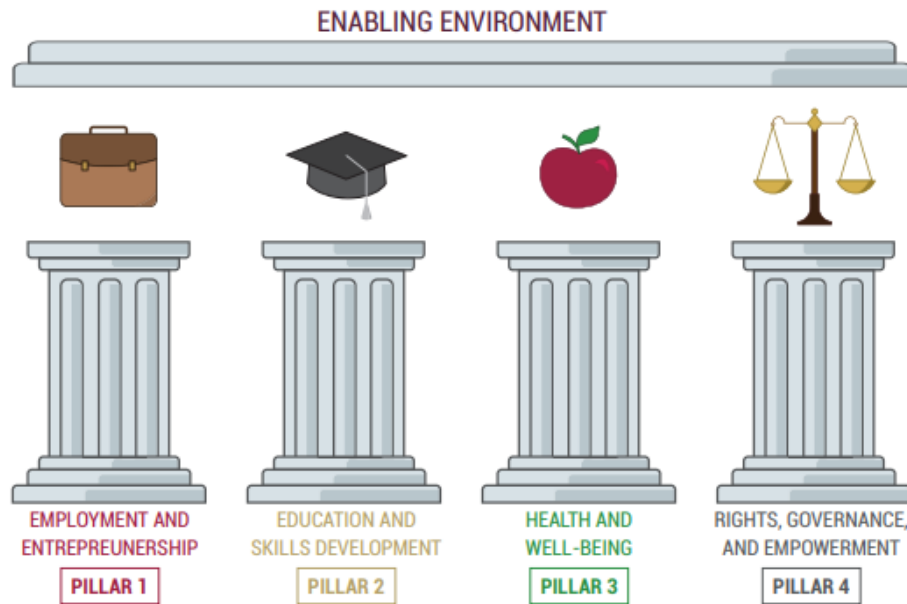 ENABLING ENVIRONMENT
EMPLOYMENT AND
ENTREPREUNERSHIP
PILLAR 1
EDUCATION AND
SKILLS DEVELOPMENT
PILLAR 2
HEALTH AND
WELL-BEING
PILLAR 3
RIGHTS, GOVERNANCE,
AND EMPOWERMENT
PILLAR 4